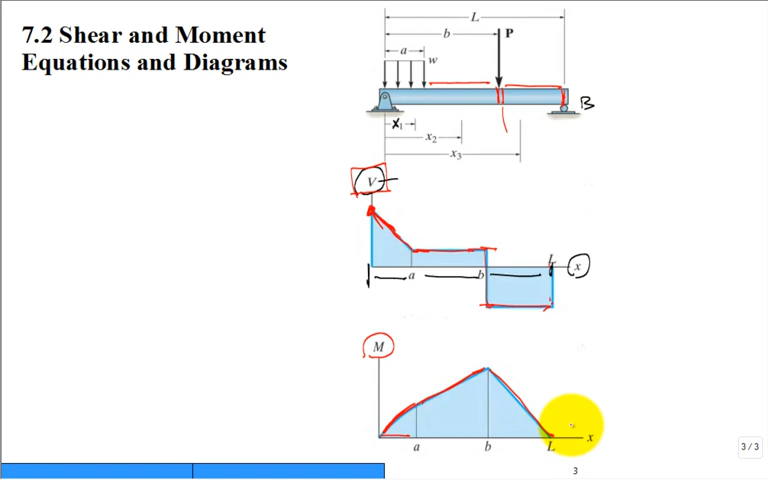 7.2 Shear and Moment
Equations and Diagrams
L
b
P
a
w
B
x₁
x₂
x₃
V
a
b
L
x
M
a
b
L
x
3
3 / 3